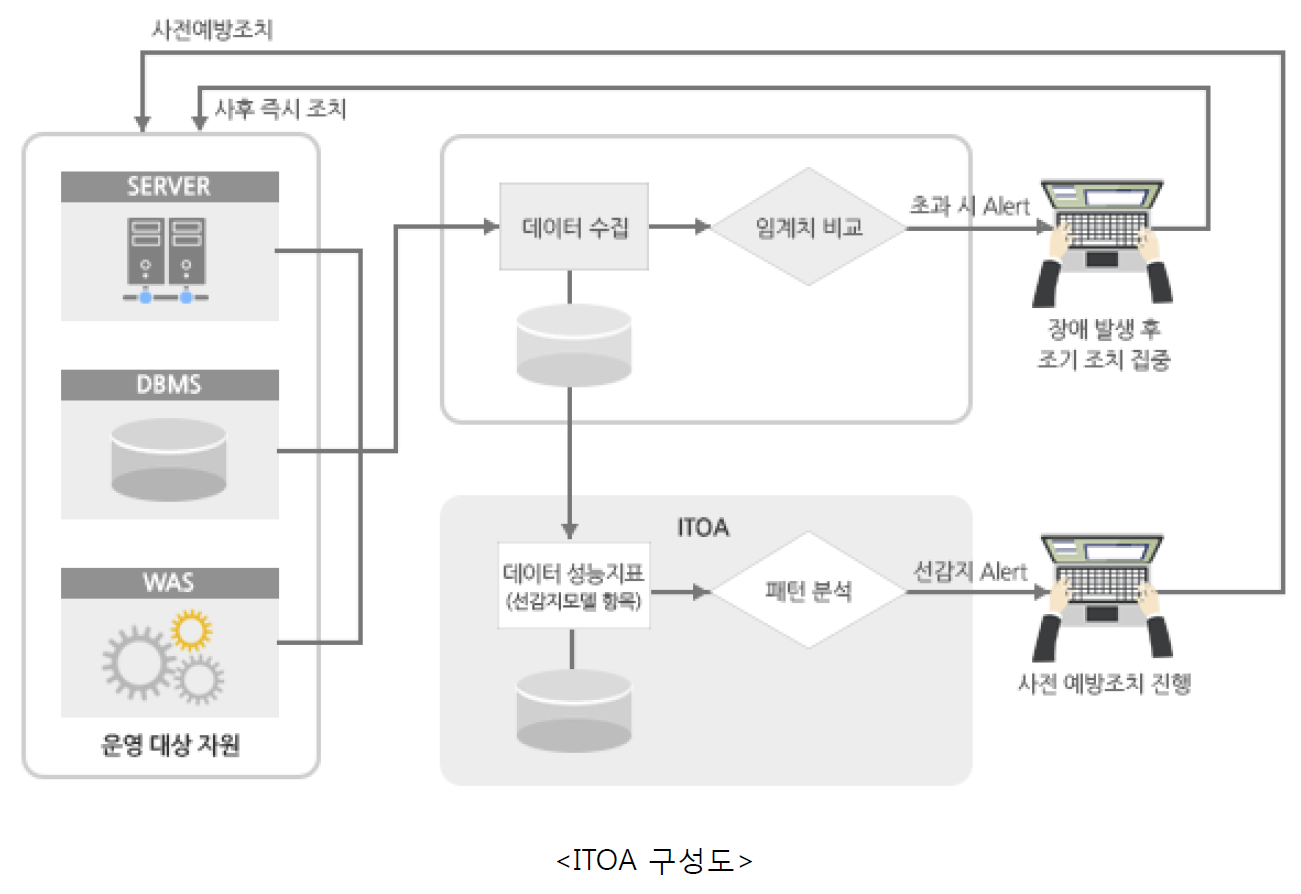 사전예방조치
사후 즉시 조치
SERVER
DBMS
WAS
운영 대상 자원
데이터 수집
임계치 비교
초과 시 Alert
장애 발생 후
조기 조치 집중
ITOA
데이터 성능지표
(선감지모델 항목)
패턴 분석
선감지 Alert
사전 예방조치 진행
<ITOA 구성도>